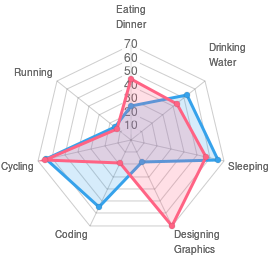 Eating
Dinner
Drinking
Water
Sleeping
Designing
Graphics
Coding
Cycling
Running
70
60
50
40
30
20
10